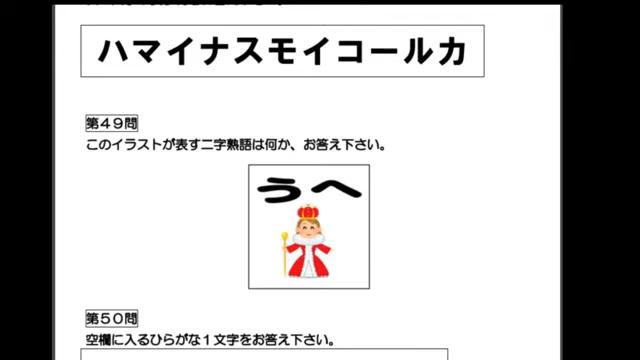 ハマイナスモイコールカ
第49問
このイラストが表す二字熟語は何か、お答え下さい。
うへ
第50問
空欄に入るひらがな1文字をお答え下さい。